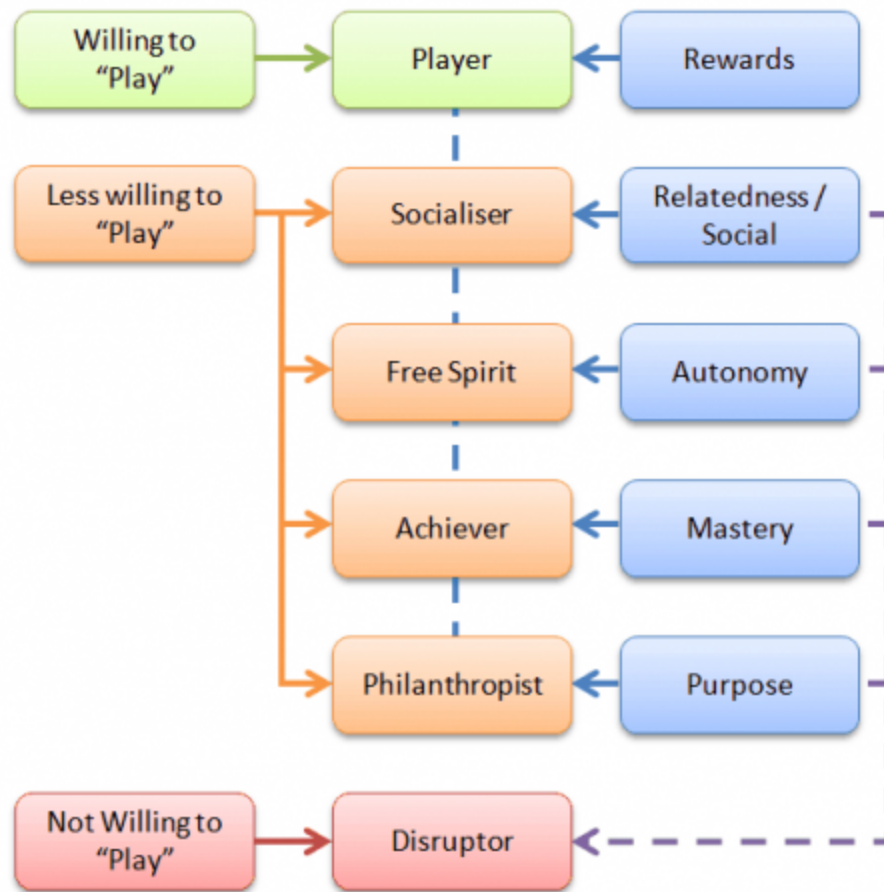 Willing to
“Play”
Player
Rewards
Less willing to
“Play”
Socialiser
Relatedness /
Social
Free Spirit
Autonomy
Achiever
Mastery
Philanthropist
Purpose
Not Willing to
“Play”
Disruptor